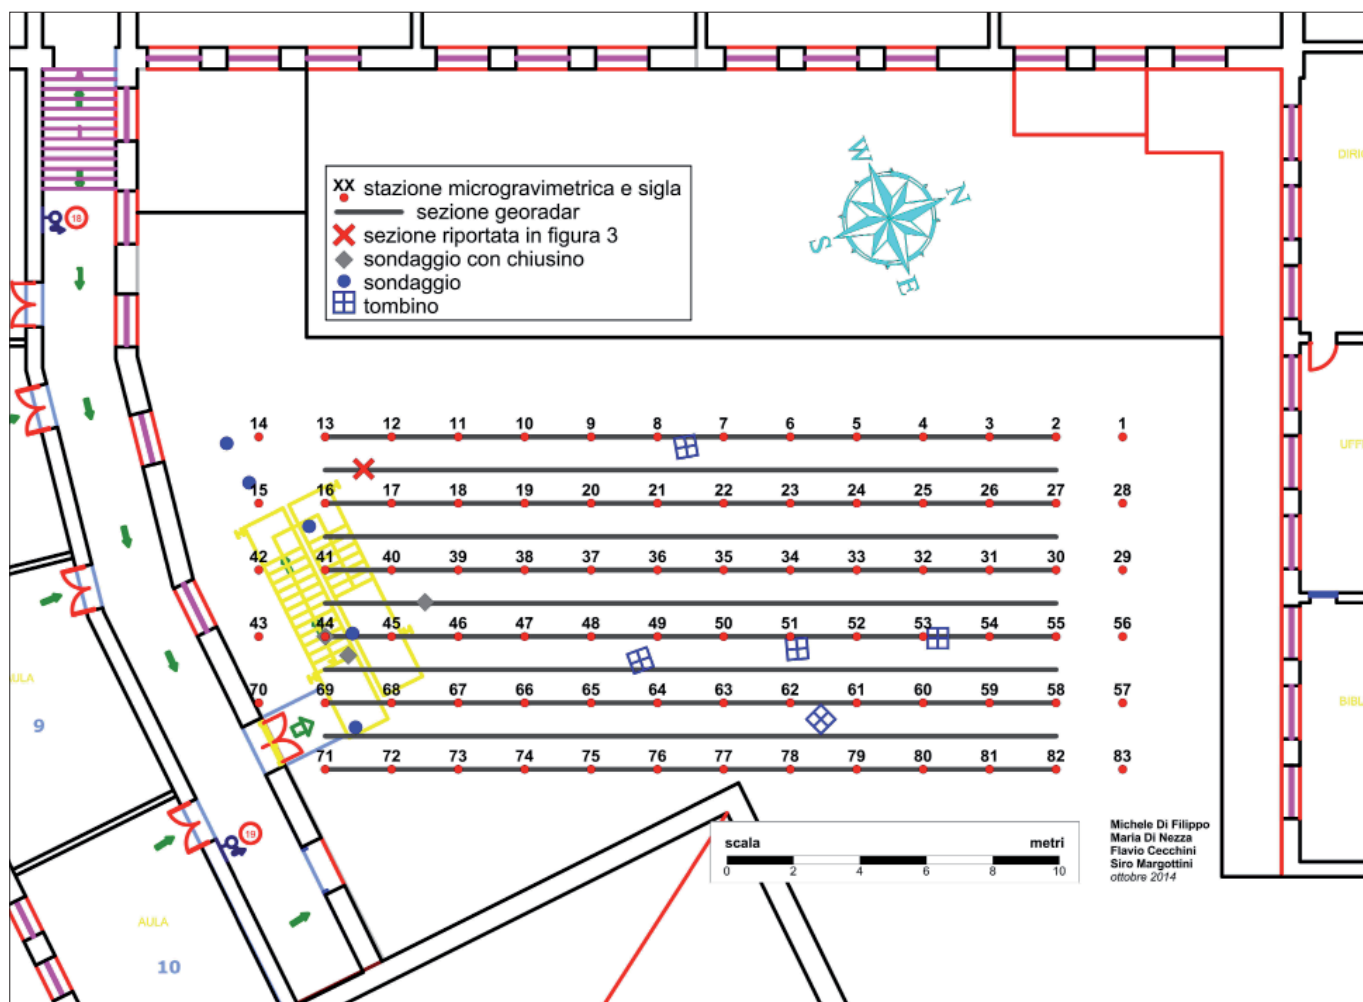 W
N
S
E
XX stazione microgravimetrica e sigla
sezione georadar
sezione riportata in figura 3
sondaggio con chiusino
sondaggio
tombino
18
14 13 12 11 10 9 8 7 6 5 4 3 2 1
15 16 17 18 19 20 21 22 23 24 25 26 27 28
42 41 40 39 38 37 36 35 34 33 32 31 30 29
43 44 45 46 47 48 49 50 51 52 53 54 55 56
70 69 68 67 66 65 64 63 62 61 60 59 58 57
71 72 73 74 75 76 77 78 79 80 81 82 83
DIRI
UFF
BIBL
AULA
9
19
AULA
10
scala metri
0 2 4 6 8 10
Michele Di Filippo
Maria Di Nezza
Flavio Cecchini
Siro Margottini
ottobre 2014